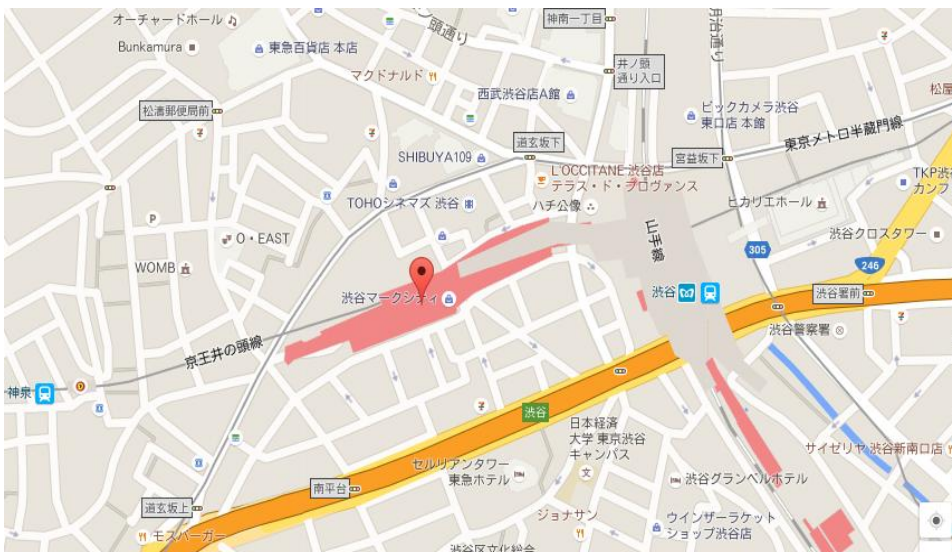 オーチャードホール
Bunkamura
東急百貨店 本店
頭通り
神南一丁目
明治通り
マクドナルド
井ノ頭
通り入口
西武渋谷店A館
松濤郵便局前
ビックカメラ渋谷
東口店 本館
松屋
道玄坂下
東京メトロ半蔵門線
SHIBUYA109
宮益坂下
L'OCCITANE 渋谷店
テラス・ド・プロヴァンス
TKP渋
カンフ
TOHOシネマズ 渋谷
ハチ公像
ヒカリエホール
P
O・EAST
山手線
渋谷クロスタワー
305
WOMB
246
渋谷マークシティ
渋谷
渋谷署前
渋谷警察署
京王井の頭線
神泉
渋谷
日本経済
大学 東京渋谷
キャンパス
サイゼリヤ 渋谷新南口店
セルリアンタワー
東急ホテル
南平台
渋谷グランベルホテル
道玄坂上
ジョナサン
モスバーガー
ウインザーラケット
ショップ渋谷店
渋谷区文化総合